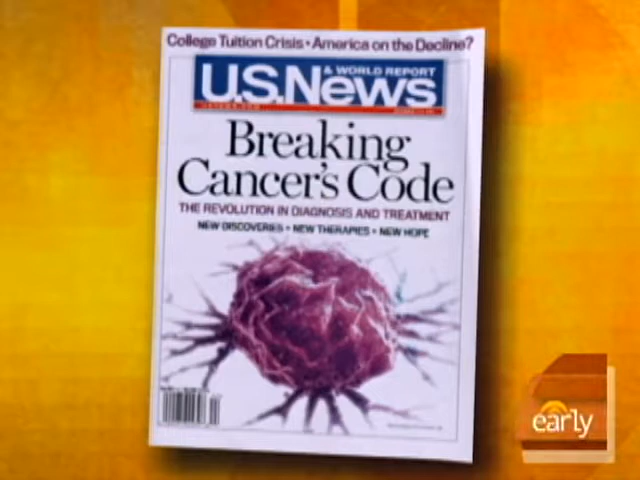 College Tuition Crisis • America on the Decline?
U.S.News
& WORLD REPORT
Breaking
Cancer's Code
THE REVOLUTION IN DIAGNOSIS AND TREATMENT
NEW DISCOVERIES • NEW THERAPIES • NEW HOPE
early